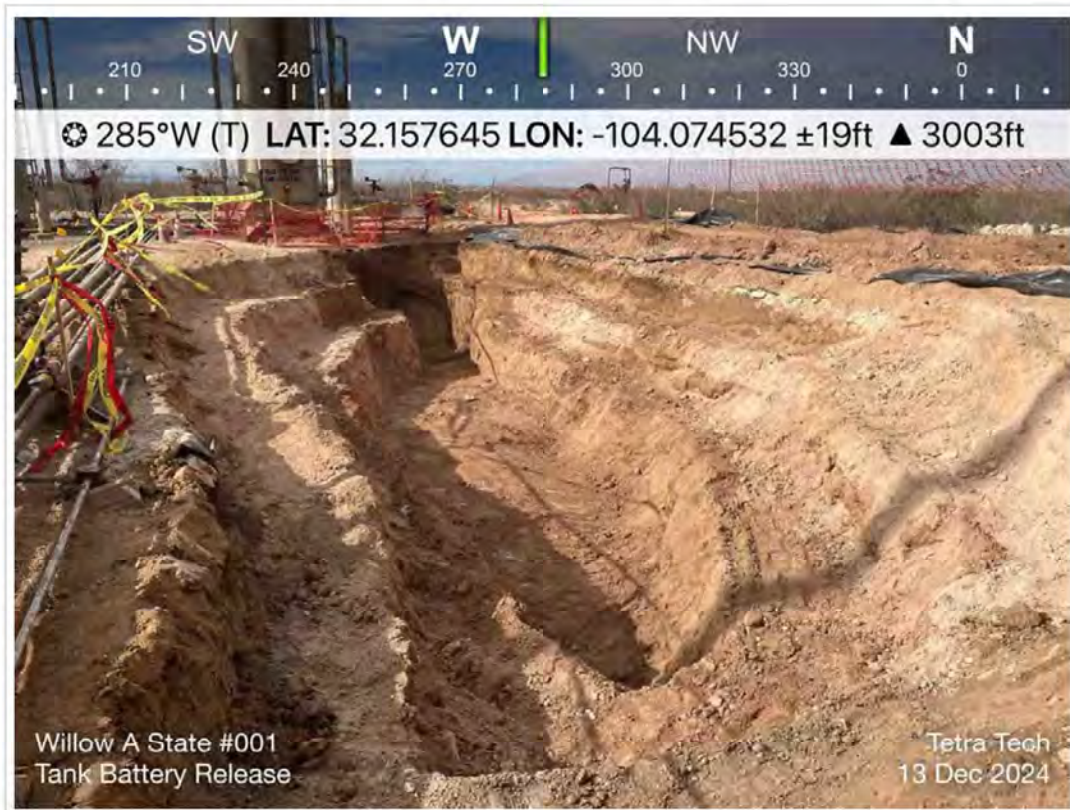 SW W NW N
210 240 270 300 330 0
285°W (T) LAT: 32.157645 LON: -104.074532 ±19ft ▲ 3003ft
Willow A State #001
Tank Battery Release
Tetra Tech
13 Dec 2024